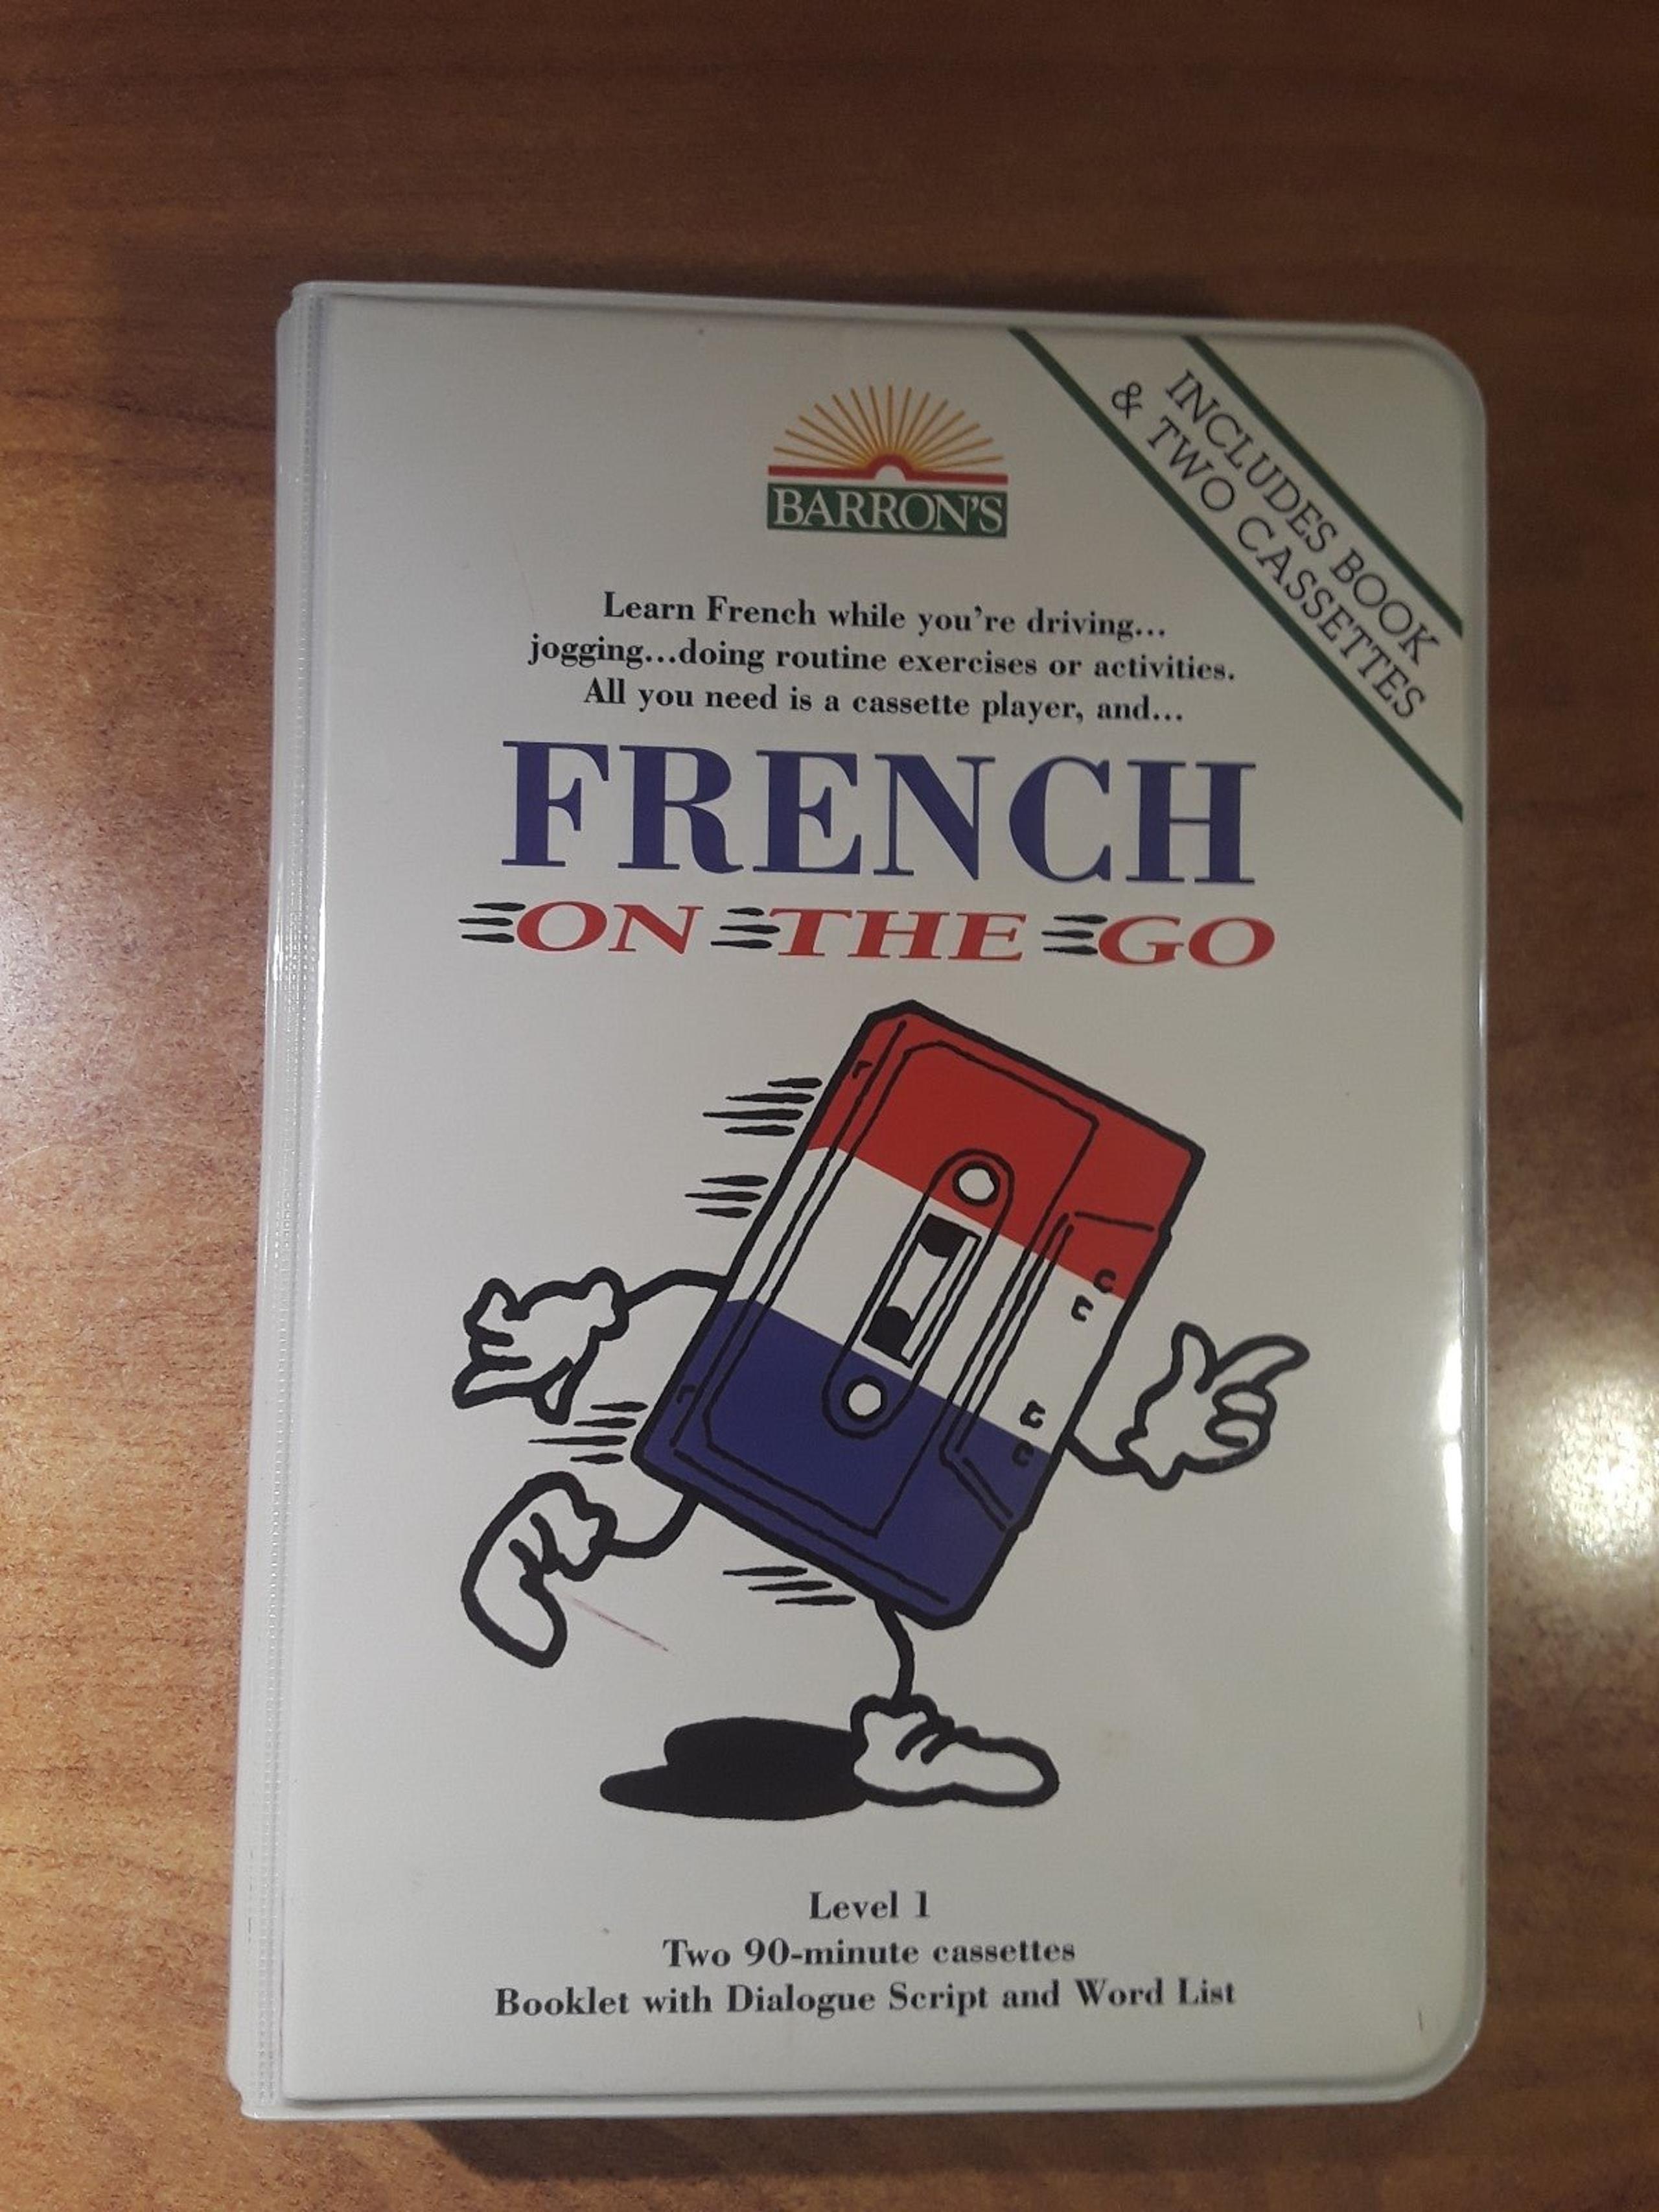 BARRON'S
INCLUDES BOOK
& TWO CASSETTES
Learn French while you're driving...
jogging...doing routine exercises or activities.
All you need is a cassette player, and...
FRENCH
ON THE GO
Level 1
Two 90-minute cassettes
Booklet with Dialogue Script and Word List